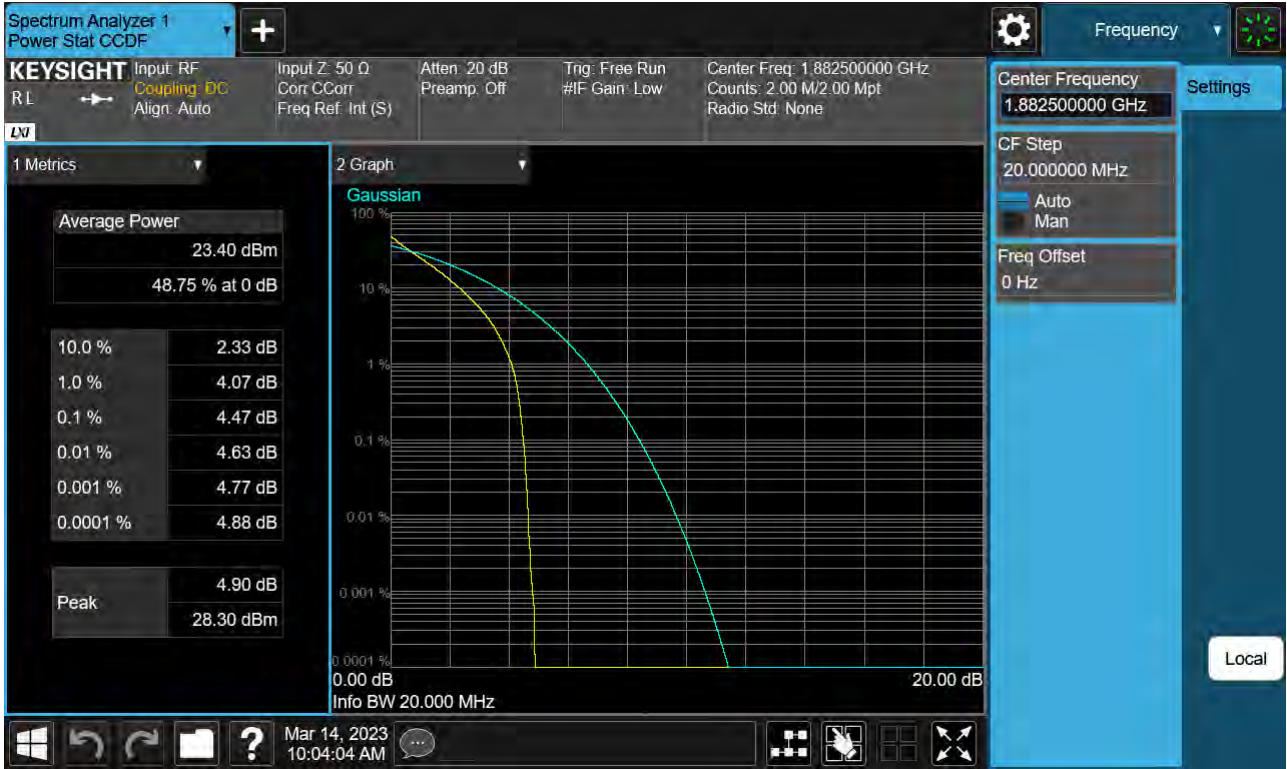 Spectrum Analyzer 1
Power Stat CCDF
Frequency
KEYSIGHT
R L
LXI
Input: RF
Coupling: DC
Align: Auto
Input Z: 50 Ω
Corr CCorr
Freq Ref: Int (S)
Atten: 20 dB
Preamp: Off
Trig: Free Run
#IF Gain: Low
Center Freq: 1.882500000 GHz
Counts: 2.00 M/2.00 Mpt
Radio Std: None
Center Frequency
1.882500000 GHz
Settings
CF Step
20.000000 MHz
Auto
Man
Freq Offset
0 Hz
1 Metrics
Average Power
23.40 dBm
48.75 % at 0 dB
10.0 % 2.33 dB
1.0 % 4.07 dB
0.1 % 4.47 dB
0.01 % 4.63 dB
0.001 % 4.77 dB
0.0001 % 4.88 dB
Peak
4.90 dB
28.30 dBm
2 Graph
Gaussian
100 %
10 %
1 %
0.1 %
0.01 %
0.001 %
0.0001 %
0.00 dB 20.00 dB
Info BW 20.000 MHz
Local
?
Mar 14, 2023
10:04:04 AM